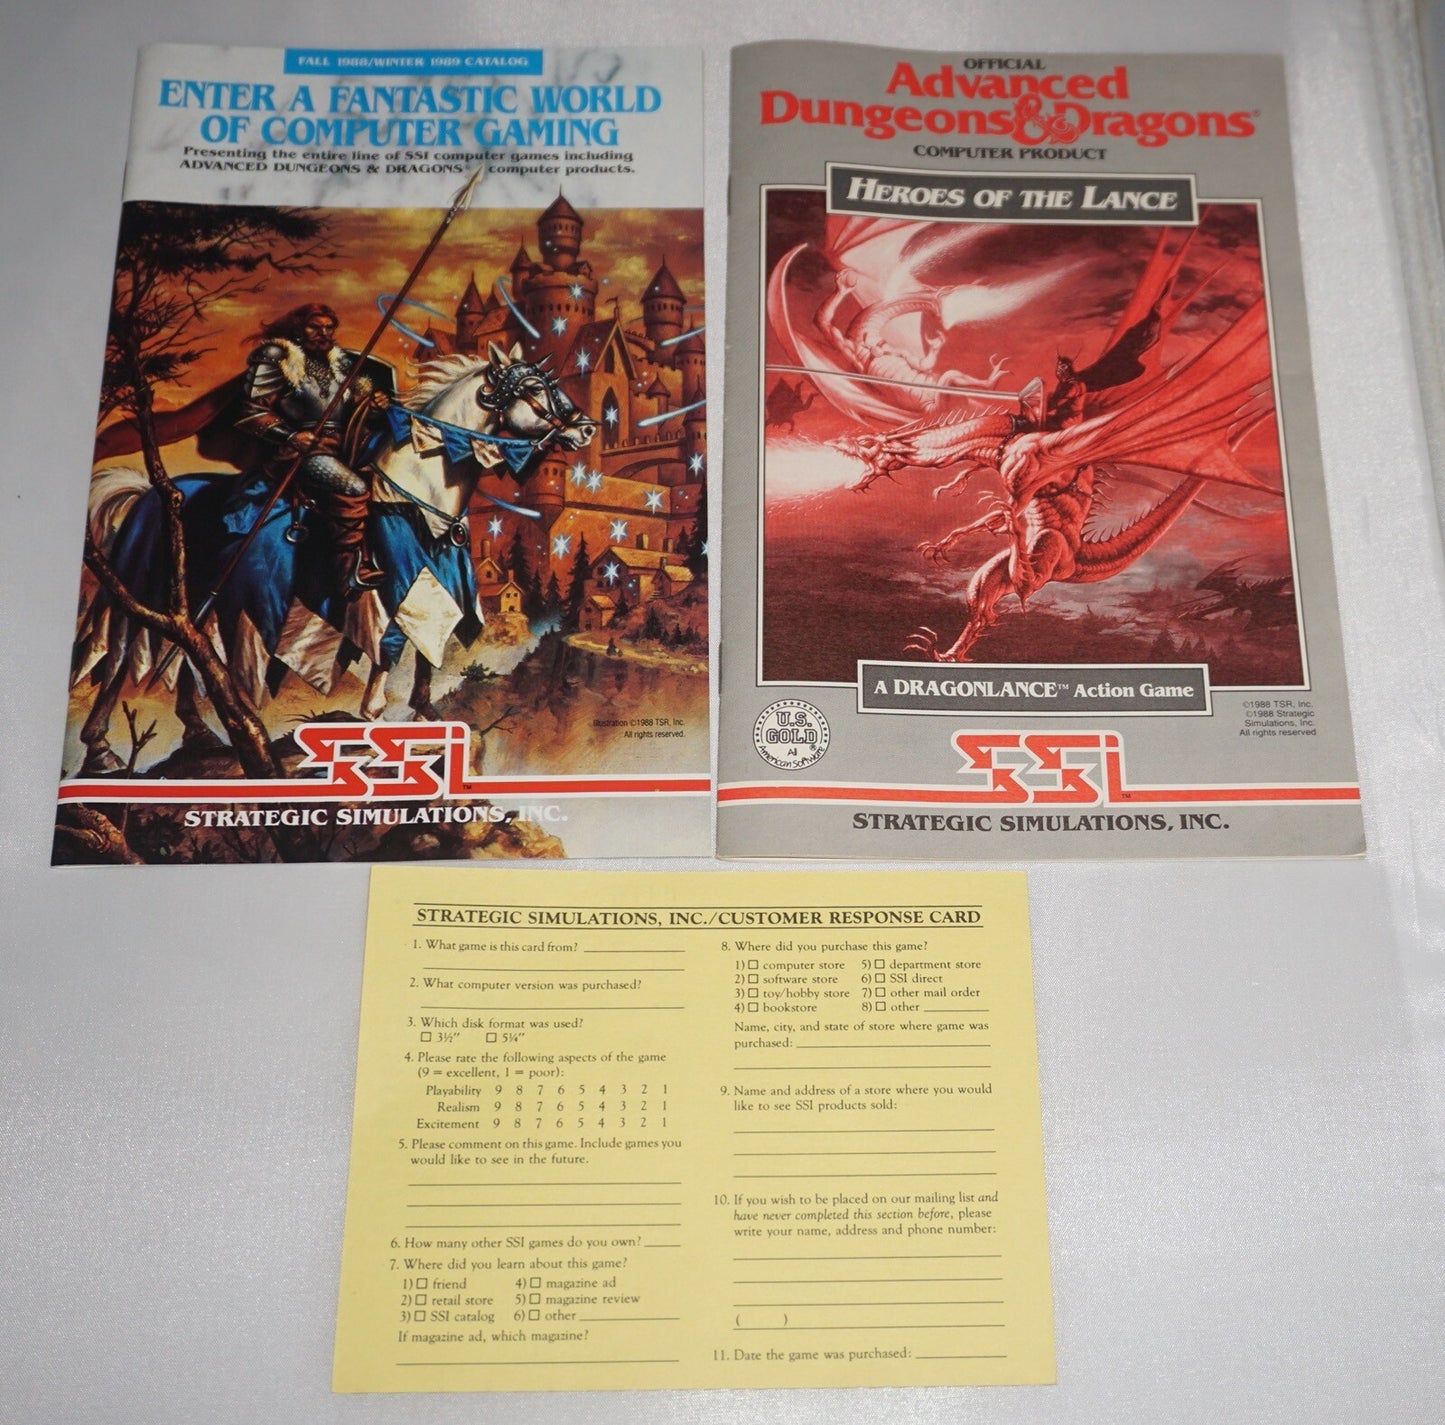 FALL 1988/WINTER 1989 CATALOG
ENTER A FANTASTIC WORLD
OF COMPUTER GAMING
Presenting the entire line of SSI computer games including
ADVANCED DUNGEONS & DRAGONS® computer products.
Illustration ©1988 TSR, Inc.
All rights reserved.
SSI™
STRATEGIC SIMULATIONS, INC.
OFFICIAL
Advanced
Dungeons & Dragons®
COMPUTER PRODUCT
HEROES OF THE LANCE
A DRAGONLANCE™ Action Game
U.S.
GOLD®
All
American Software
©1988 TSR, Inc.
©1988 Strategic
Simulations, Inc.
All rights reserved
SSI™
STRATEGIC SIMULATIONS, INC.
STRATEGIC SIMULATIONS, INC./CUSTOMER RESPONSE CARD
1. What game is this card from?
2. What computer version was purchased?
3. Which disk format was used?
☐ 3½" ☐ 5¼"
4. Please rate the following aspects of the game
(9 = excellent, 1 = poor):
Playability 9 8 7 6 5 4 3 2 1
Realism 9 8 7 6 5 4 3 2 1
Excitement 9 8 7 6 5 4 3 2 1
5. Please comment on this game. Include games you
would like to see in the future.
6. How many other SSI games do you own?
7. Where did you learn about this game?
1) ☐ friend 4) ☐ magazine ad
2) ☐ retail store 5) ☐ magazine review
3) ☐ SSI catalog 6) ☐ other
If magazine ad, which magazine?
8. Where did you purchase this game?
1) ☐ computer store 5) ☐ department store
2) ☐ software store 6) ☐ SSI direct
3) ☐ toy/hobby store 7) ☐ other mail order
4) ☐ bookstore 8) ☐ other
Name, city, and state of store where game was
purchased:
9. Name and address of a store where you would
like to see SSI products sold:
10. If you wish to be placed on our mailing list and
have never completed this section before, please
write your name, address and phone number:
( )
11. Date the game was purchased: